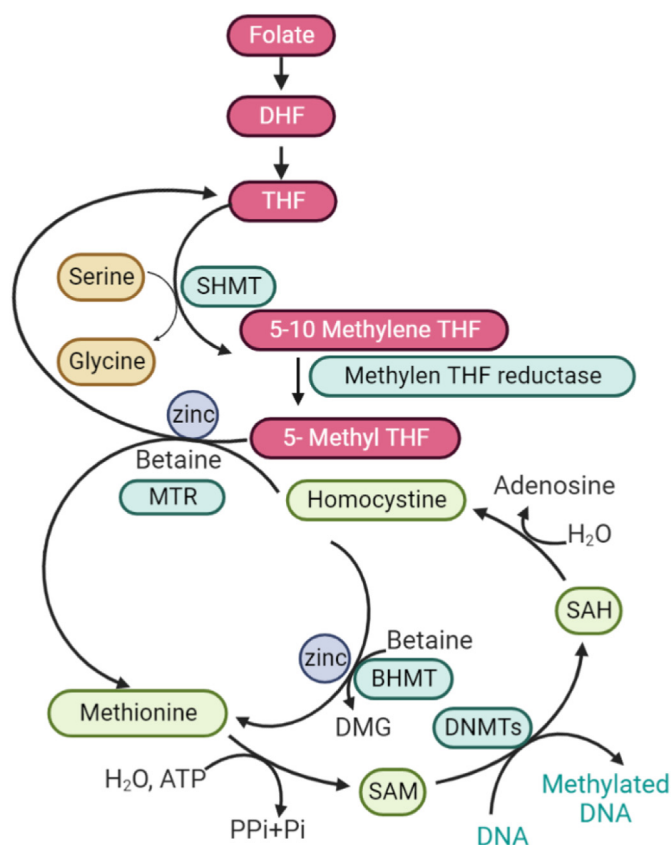 Folate
DHF
THF
Serine
SHMT
Glycine
5-10 Methylene THF
Methylen THF reductase
zinc
5- Methyl THF
Betaine
MTR
Homocystine
Adenosine
H₂O
SAH
zinc
Betaine
BHMT
DMG
Methionine
DNMTs
H₂O, ATP
SAM
Methylated
DNA
PPi+Pi
DNA